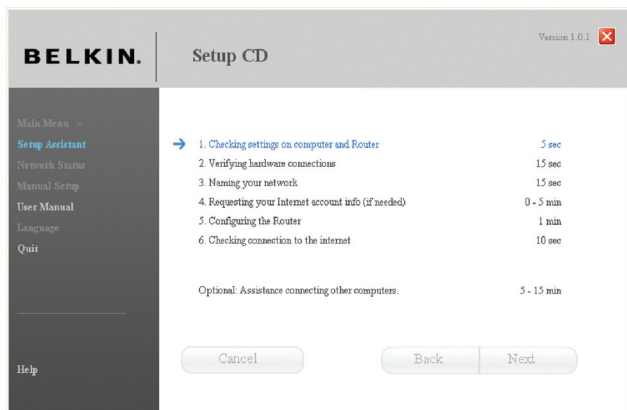 BELKIN.
Setup CD
Version 1.0.1
Main Menu >
Setup Assistant
Network Status
Manual Setup
User Manual
Language
Quit
Help
1. Checking settings on computer and Router 5 sec
2. Verifying hardware connections 15 sec
3. Naming your network 15 sec
4. Requesting your Internet account info (if needed) 0 - 5 min
5. Configuring the Router 1 min
6. Checking connection to the internet 10 sec
Optional: Assistance connecting other computers. 5 - 15 min
Cancel
Back
Next